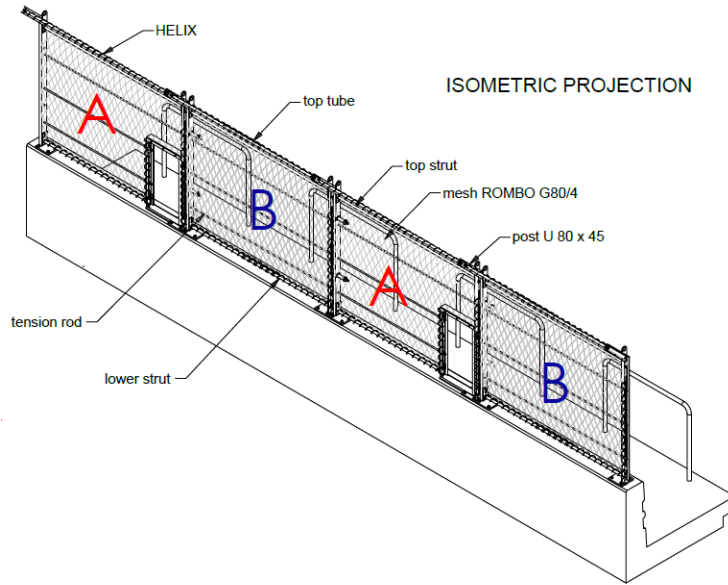 HELIX
ISOMETRIC PROJECTION
top tube
A
top strut
mesh ROMBO G80/4
B
post U 80 x 45
A
tension rod
lower strut
B